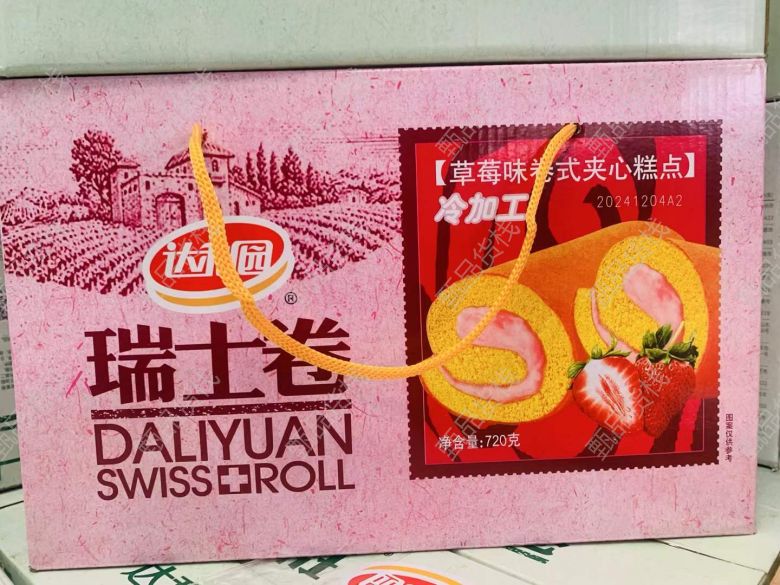 达利园
®
瑞士卷
DALIYUAN
SWISS ROLL
【草莓味卷式夹心糕点】
冷加工
20241204A2
净含量:720克
图案仅供参考